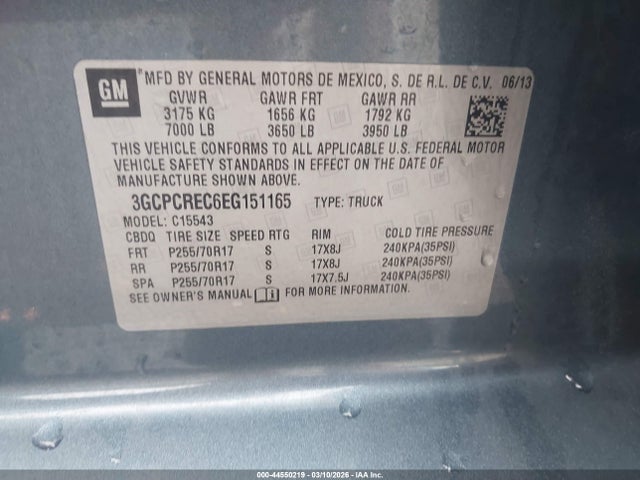 GM
MFD BY GENERAL MOTORS DE MEXICO, S. DE R.L. DE C.V. 06/13
GVWR GAWR FRT GAWR RR
3175 KG 1656 KG 1792 KG
7000 LB 3650 LB 3950 LB
THIS VEHICLE CONFORMS TO ALL APPLICABLE U.S. FEDERAL MOTOR
VEHICLE SAFETY STANDARDS IN EFFECT ON THE DATE OF
MANUFACTURE SHOWN ABOVE.
3GCPCREC6EG151165 TYPE: TRUCK
MODEL: C15543
CBDQ TIRE SIZE SPEED RTG RIM COLD TIRE PRESSURE
FRT P255/70R17 S 17X8J 240KPA(35PSI)
RR P255/70R17 S 17X8J 240KPA(35PSI)
SPA P255/70R17 S 17X7.5J 240KPA(35PSI)
SEE OWNER'S MANUAL FOR MORE INFORMATION.
000-44550219 - 03/10/2026 - IAA Inc.